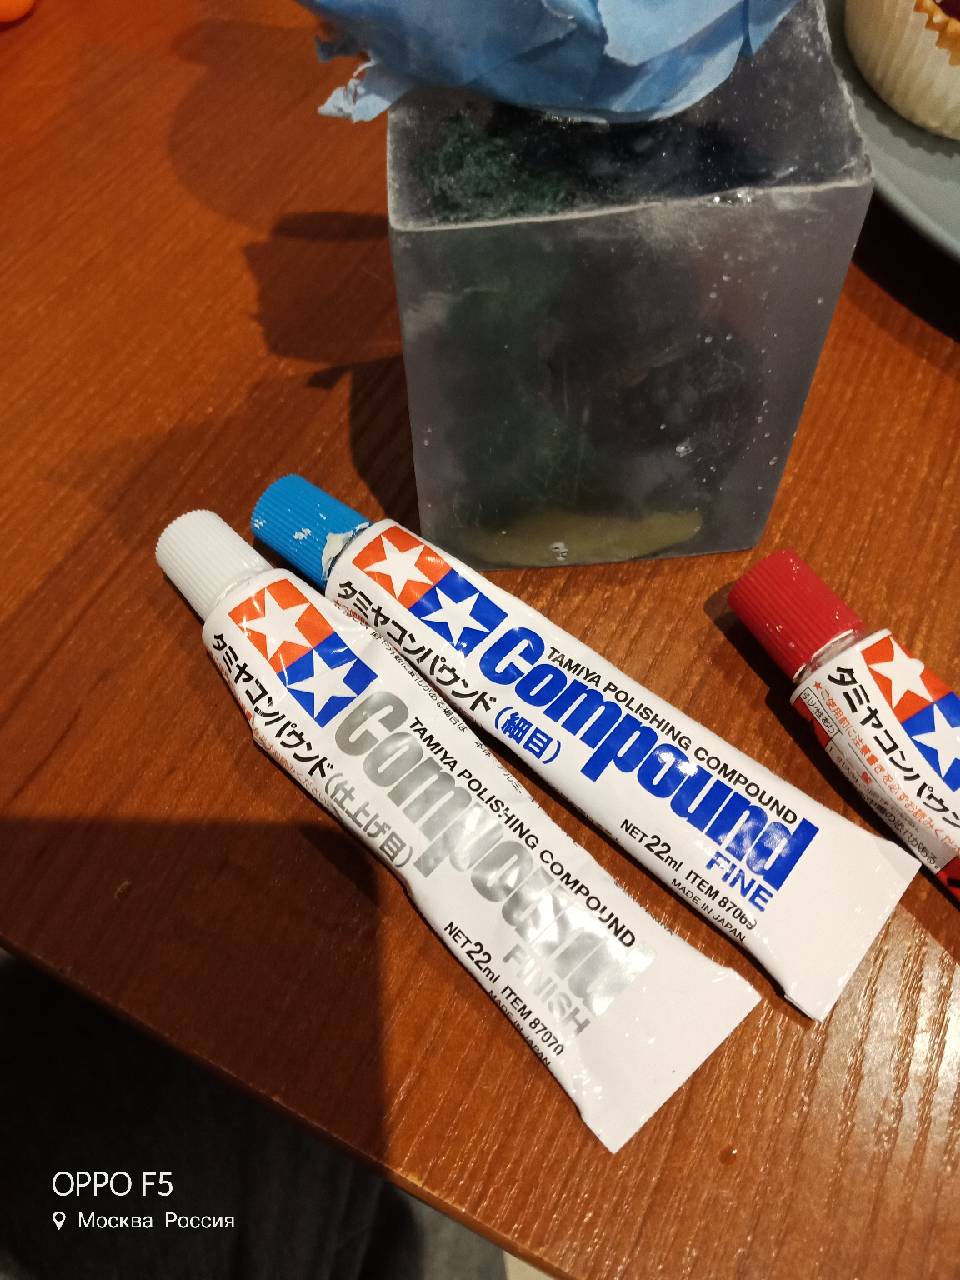 タミヤコンパウンド(細目)
TAMIYA POLISHING COMPOUND
Compound
FINE
NET 22ml ITEM 87069
MADE IN JAPAN
タミヤコンパウンド(仕上げ目)
TAMIYA POLISHING COMPOUND
Compound
FINISH
NET 22ml ITEM 87070
MADE IN JAPAN
タミヤコンパウン
OPPO F5
Москва Россия